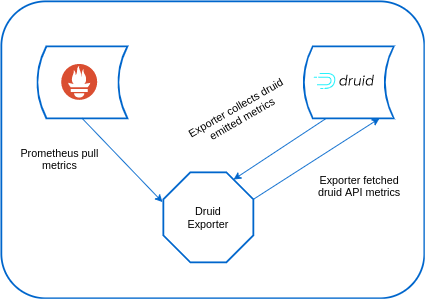 druid
Exporter collects druid
emitted metrics
Prometheus pull
metrics
Exporter fetched
druid API metrics
Druid
Exporter